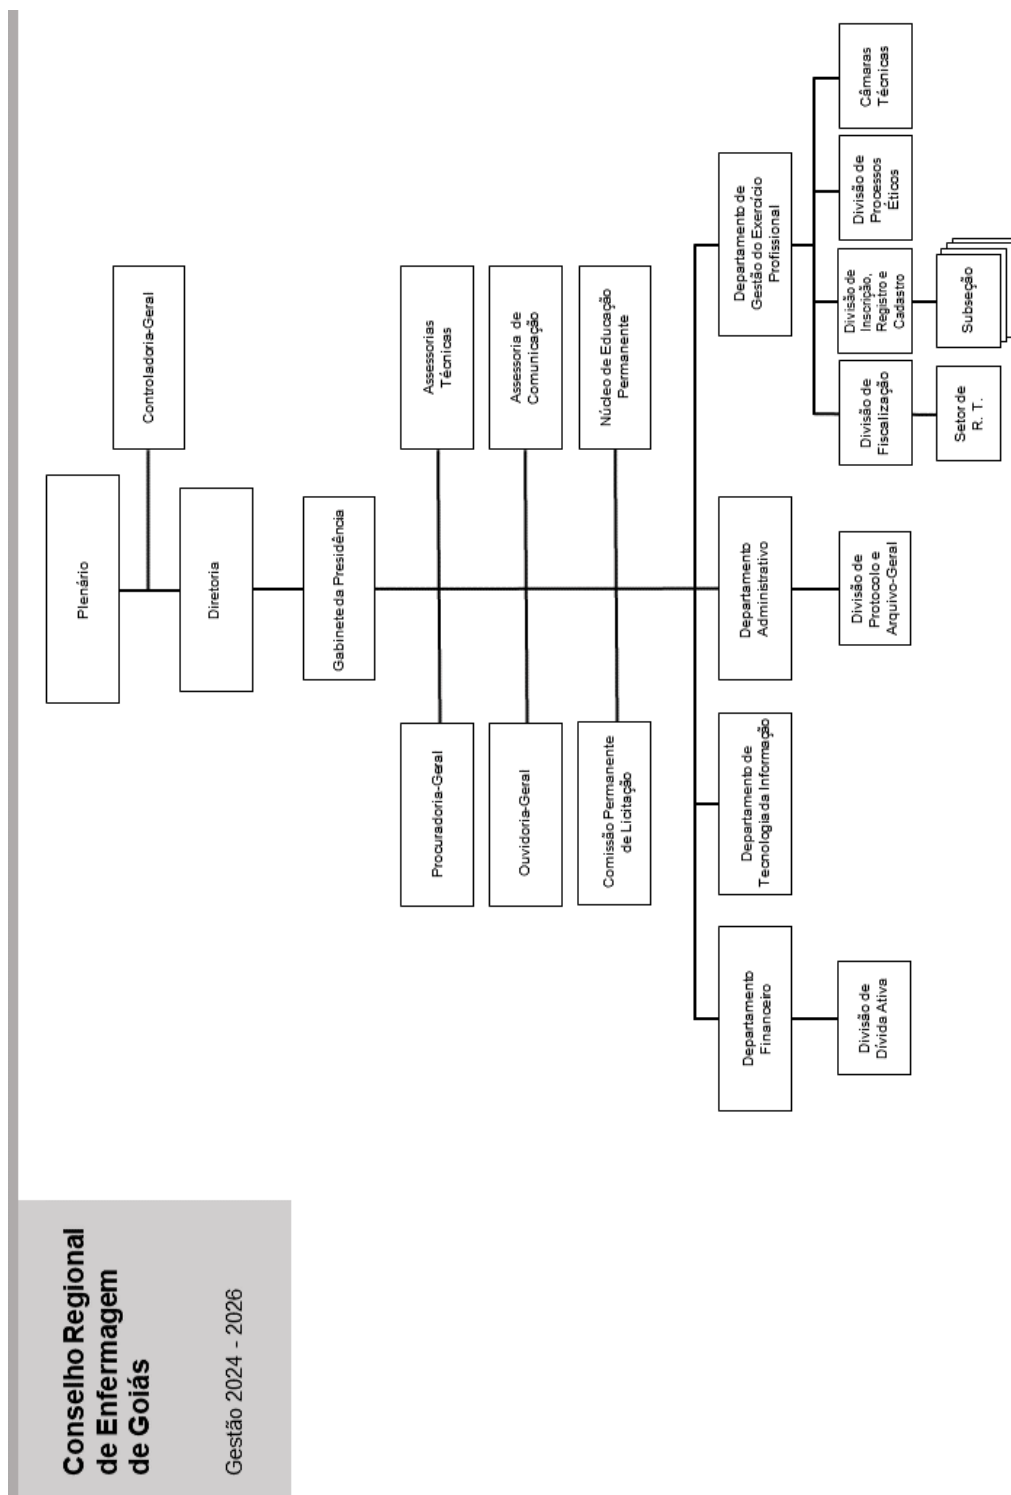 Conselho Regional
de Enfermagem
de Goiás
Gestão 2024 - 2026
Plenário
Controladoria-Geral
Diretoria
Gabineteda Presidência
Procuradoria-Geral
Assessorias
Técnicas
Ouvidoria-Geral
Assessoria de
Comunicação
Comissão Permanente
de Licitação
Núcleo de Educação
Permanente
Departamento
Financeiro
Departamento de
Tecnologia da Informação
Departamento
Administrativo
Departamento de
Gestão do Exercício
Profissional
Divisão de
Dívida Ativa
Divisão de
Protocolo e
Arquivo-Geral
Divisão de
Fiscalização
Divisão de
Inscrição,
Registro e
Cadastro
Divisão de
Processos
Éticos
Câmaras
Técnicas
Setor de
R. T.
Subseção